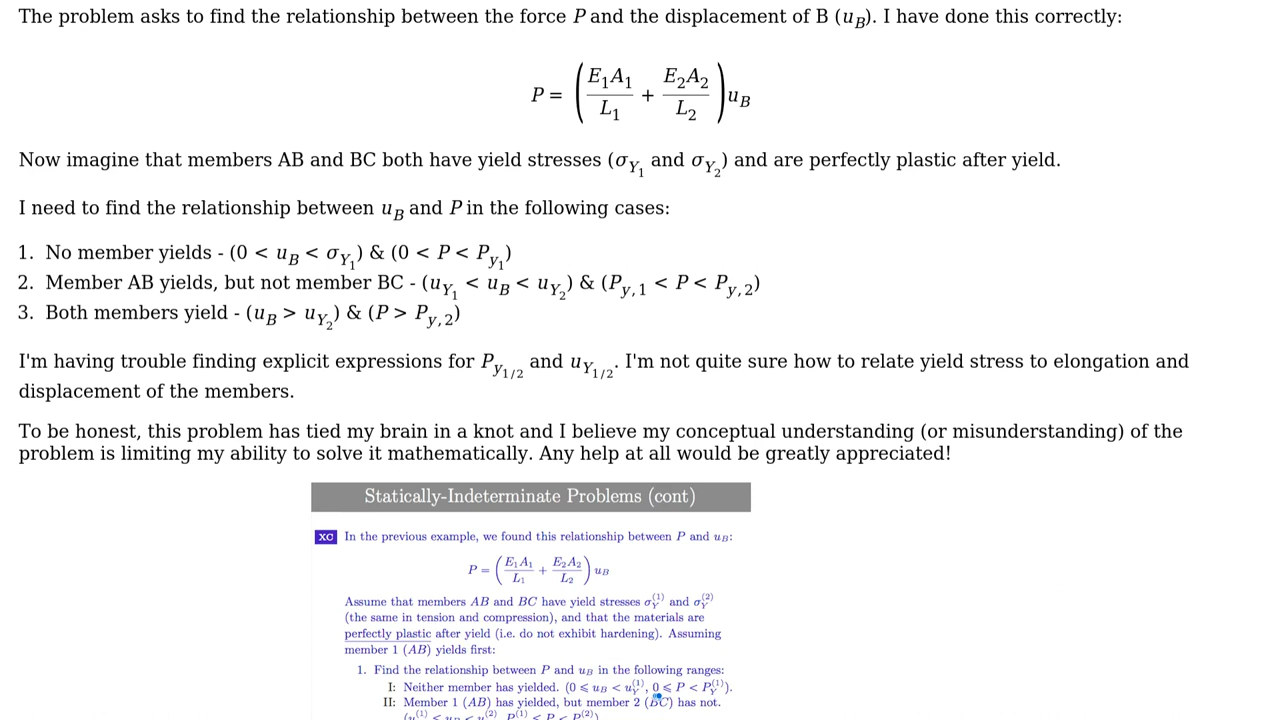 The problem asks to find the relationship between the force P and the displacement of B (u_B). I have done this correctly:
P = (E₁A₁/L₁ + E₂A₂/L₂) u_B
Now imagine that members AB and BC both have yield stresses (σ_Y₁ and σ_Y₂) and are perfectly plastic after yield.
I need to find the relationship between u_B and P in the following cases:
1. No member yields - (0 < u_B < σ_Y₁) & (0 < P < P_y₁)
2. Member AB yields, but not member BC - (u_Y₁ < u_B < u_Y₂) & (P_y,1 < P < P_y,2)
3. Both members yield - (u_B > u_Y₂) & (P > P_y,2)
I'm having trouble finding explicit expressions for P_y₁/₂ and u_Y₁/₂. I'm not quite sure how to relate yield stress to elongation and
displacement of the members.
To be honest, this problem has tied my brain in a knot and I believe my conceptual understanding (or misunderstanding) of the
problem is limiting my ability to solve it mathematically. Any help at all would be greatly appreciated!
Statically-Indeterminate Problems (cont)
XC In the previous example, we found this relationship between P and u_B:
P = (E₁A₁/L₁ + E₂A₂/L₂) u_B
Assume that members AB and BC have yield stresses σ_Y^(1) and σ_Y^(2)
(the same in tension and compression), and that the materials are
perfectly plastic after yield (i.e. do not exhibit hardening). Assuming
member 1 (AB) yields first:
1. Find the relationship between P and u_B in the following ranges:
I: Neither member has yielded. (0 ⩽ u_B < u_Y^(1), 0 ⩽ P < P_Y^(1)).
II: Member 1 (AB) has yielded, but member 2 (BC) has not.